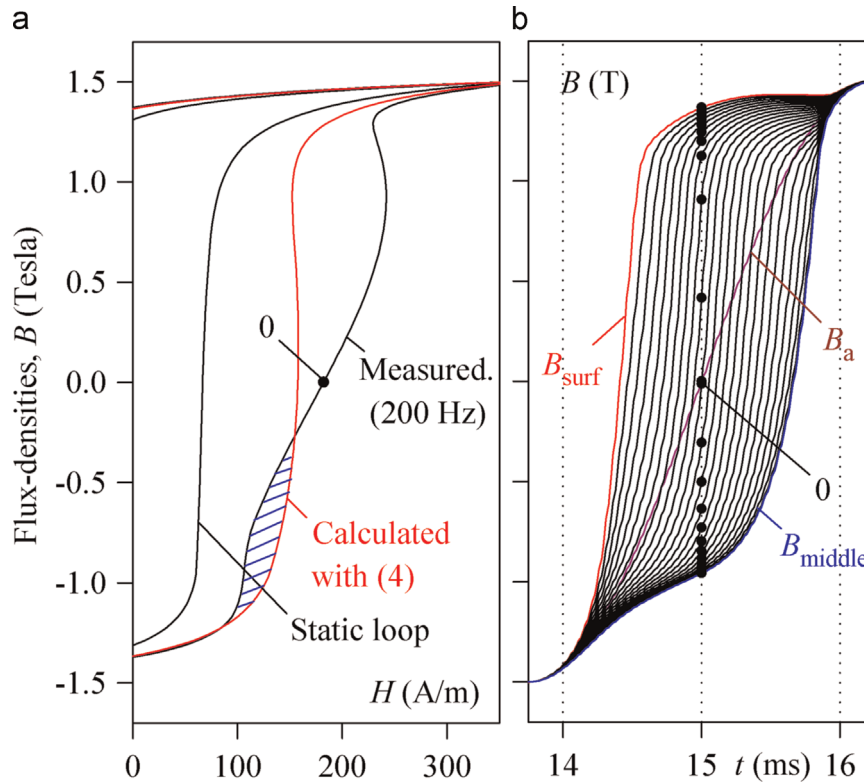 a
b
Flux-densities, B (Tesla)
1.5
1.0
0.5
0.0
-0.5
-1.0
-1.5
0
Measured.
(200 Hz)
Calculated
with (4)
Static loop
H (A/m)
0
100
200
300
B (T)
Bsurf
Ba
0
Bmiddle
14
15
t (ms)
16